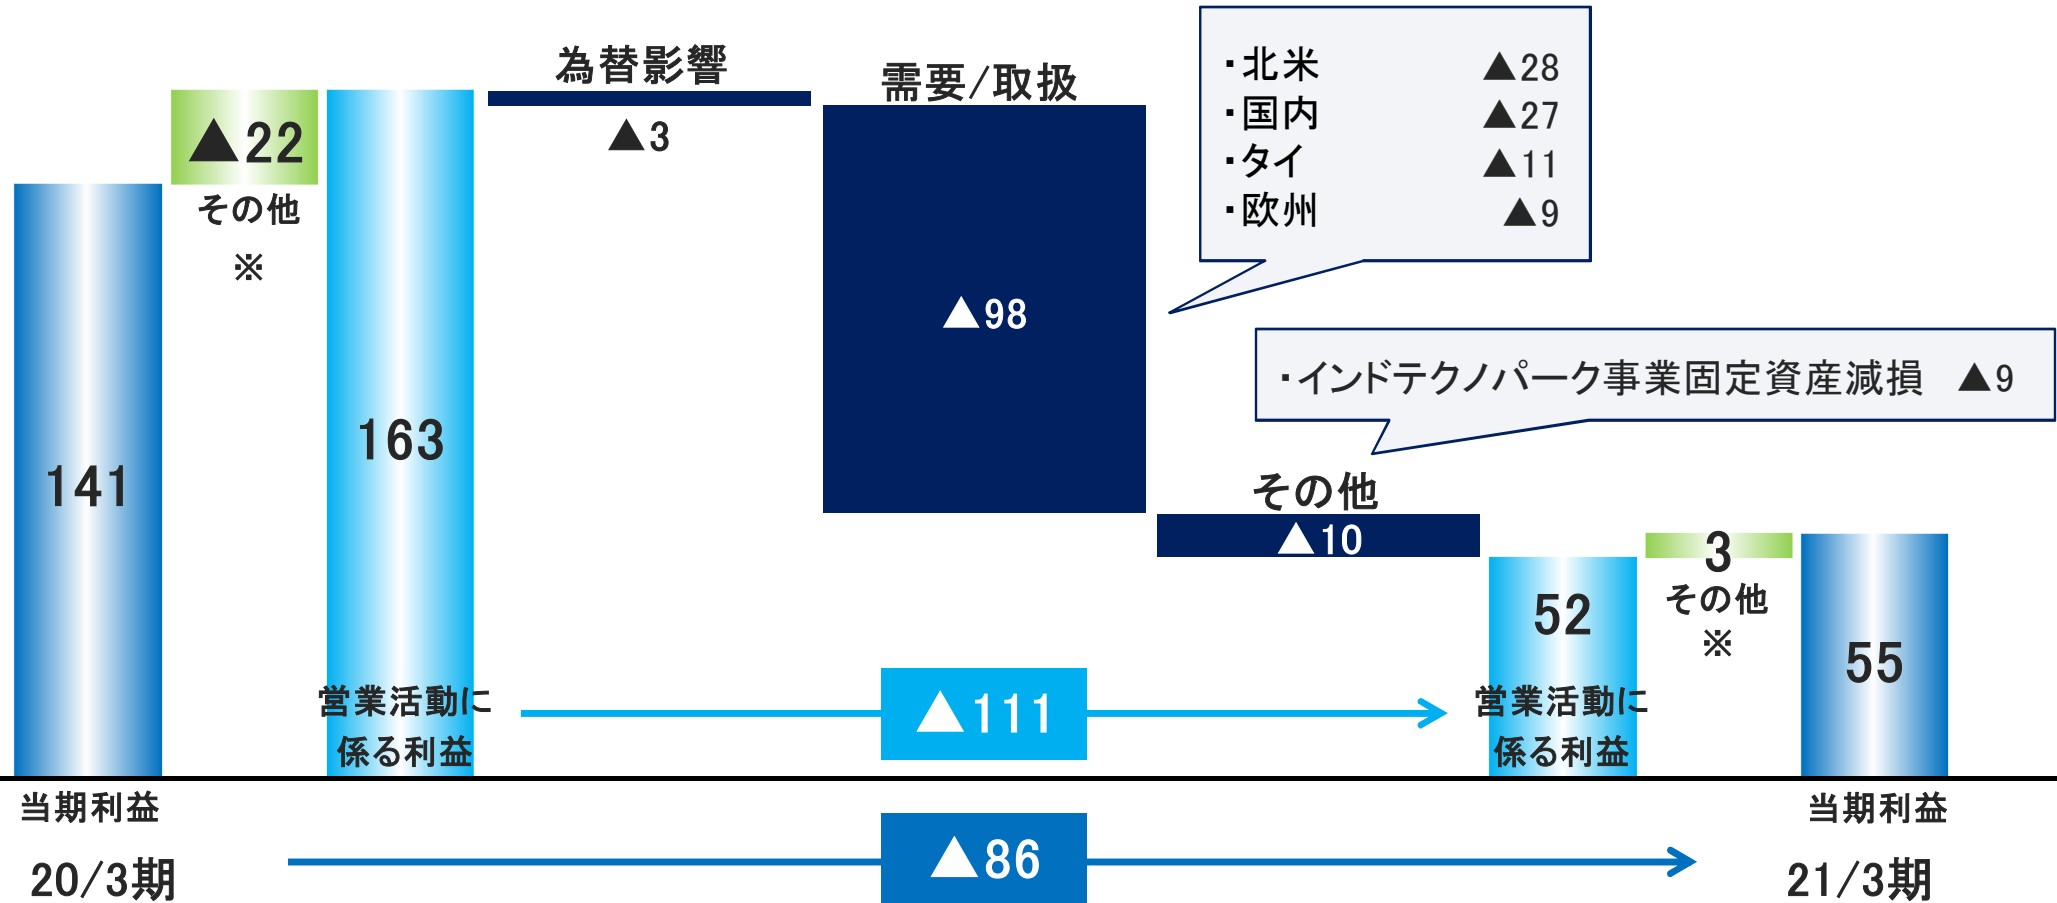 為替影響
▲3
需要/取扱
▲98
・北米 ▲28
・国内 ▲27
・タイ ▲11
・欧州 ▲9
・インドテクノパーク事業固定資産減損 ▲9
その他
▲10
▲22
その他
※
141
163
営業活動に
係る利益
▲111
52
営業活動に
係る利益
3
その他
※
55
当期利益
20/3期
▲86
当期利益
21/3期